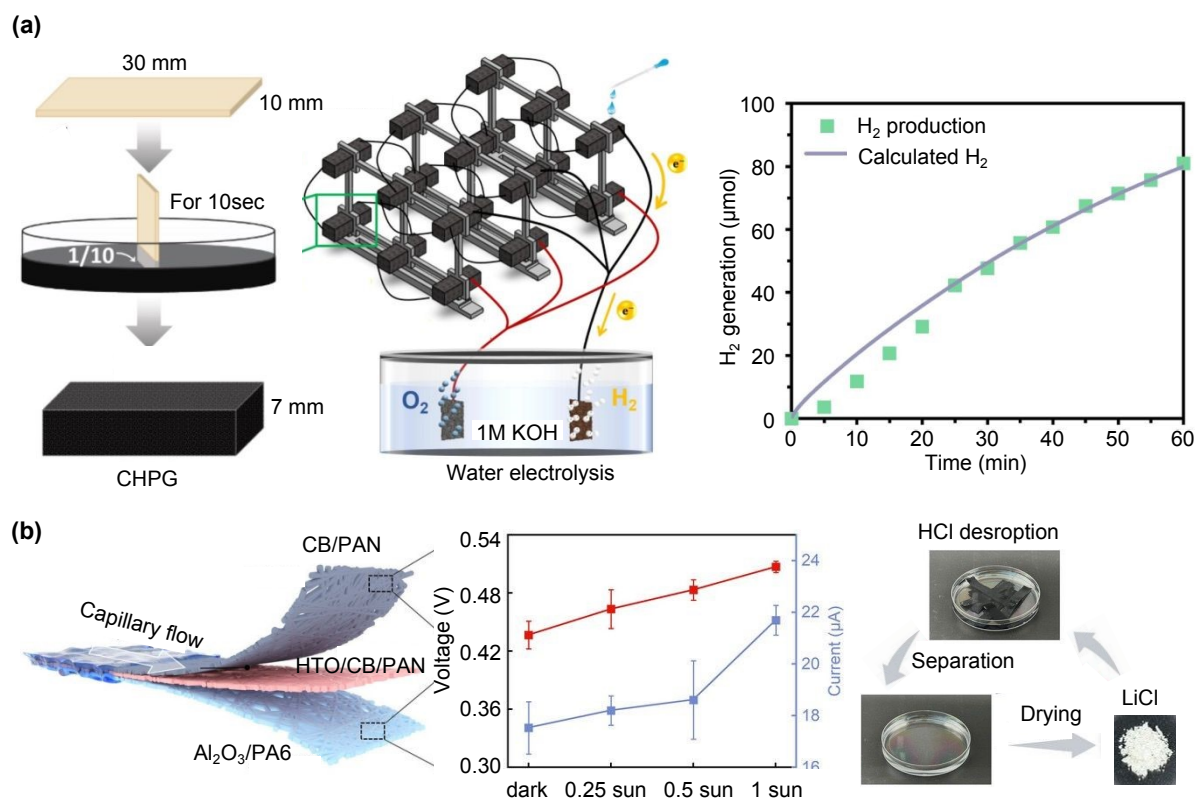 (a)
30 mm
10 mm
For 10sec
1/10
7 mm
CHPG
e⁻
e⁻
O₂
H₂
1M KOH
Water electrolysis
H₂ generation (μmol)
100
80
60
40
20
0
H₂ production
Calculated H₂
0
10
20
30
40
50
60
Time (min)
(b)
CB/PAN
Capillary flow
HTO/CB/PAN
Al₂O₃/PA6
Voltage (V)
0.54
0.48
0.42
0.36
0.30
dark
0.25 sun
0.5 sun
1 sun
24
22
20
18
16
Current (μA)
HCl desroption
Separation
Drying
LiCl